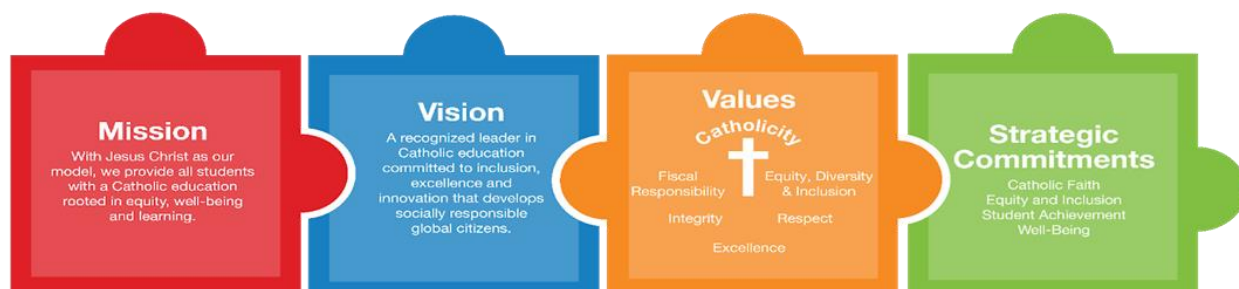 Mission
With Jesus Christ as our
model, we provide all students
with a Catholic education
rooted in equity, well-being
and learning.
Vision
A recognized leader in
Catholic education
committed to inclusion,
excellence and
innovation that develops
socially responsible
global citizens.
Values
Catholicity
Fiscal
Responsibility
Equity, Diversity
& Inclusion
Integrity
Respect
Excellence
Strategic
Commitments
Catholic Faith
Equity and Inclusion
Student Achievement
Well-Being